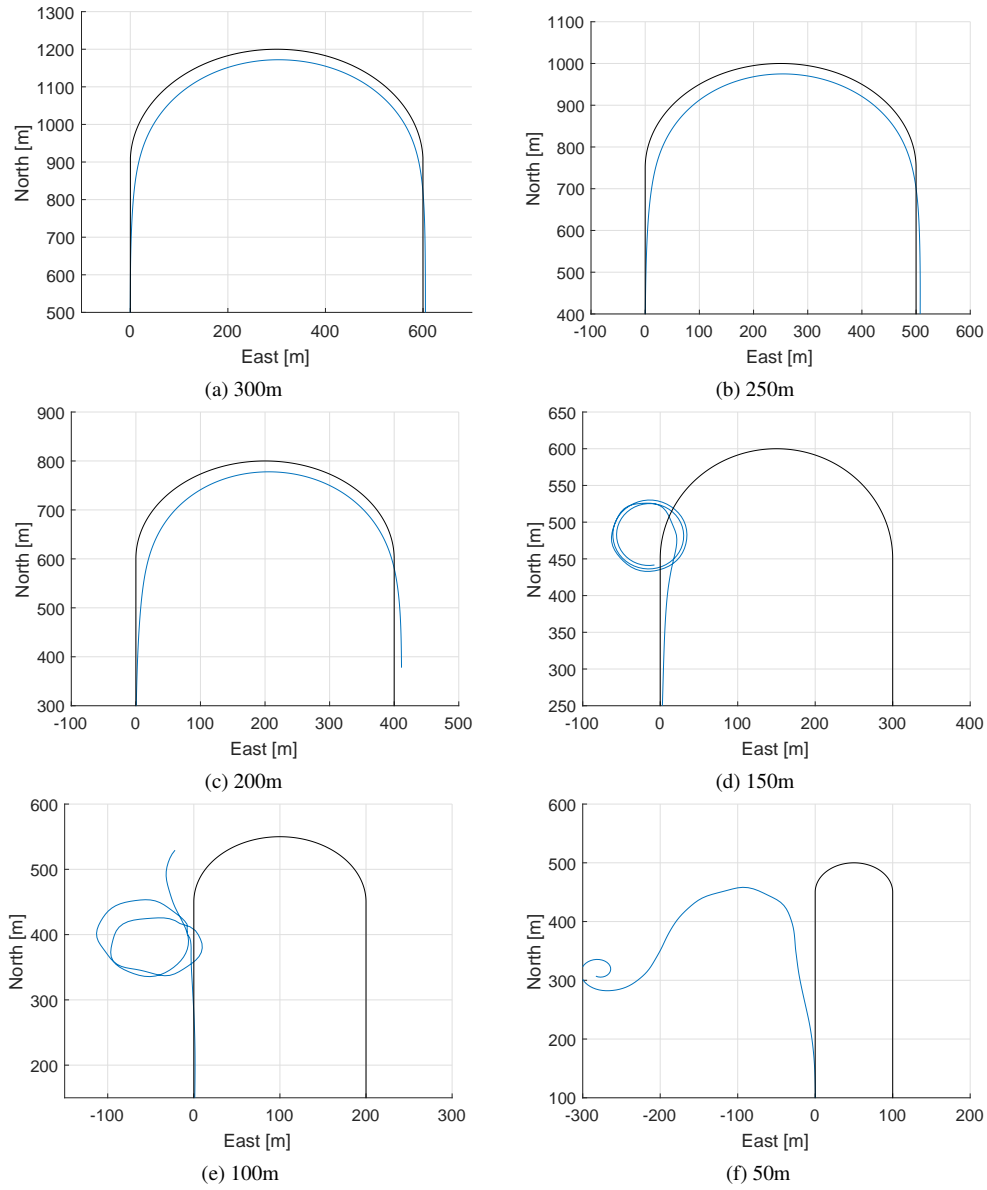 1300
1200
1100
1000
900
800
700
600
500
North [m]
0 200 400 600
East [m]
(a) 300m
1100
1000
900
800
700
600
500
400
North [m]
-100 0 100 200 300 400 500 600
East [m]
(b) 250m
900
800
700
600
500
400
300
North [m]
-100 0 100 200 300 400 500
East [m]
(c) 200m
650
600
550
500
450
400
350
300
250
North [m]
-100 0 100 200 300 400
East [m]
(d) 150m
600
500
400
300
200
North [m]
-100 0 100 200 300
East [m]
(e) 100m
600
500
400
300
200
100
North [m]
-300 -200 -100 0 100 200
East [m]
(f) 50m